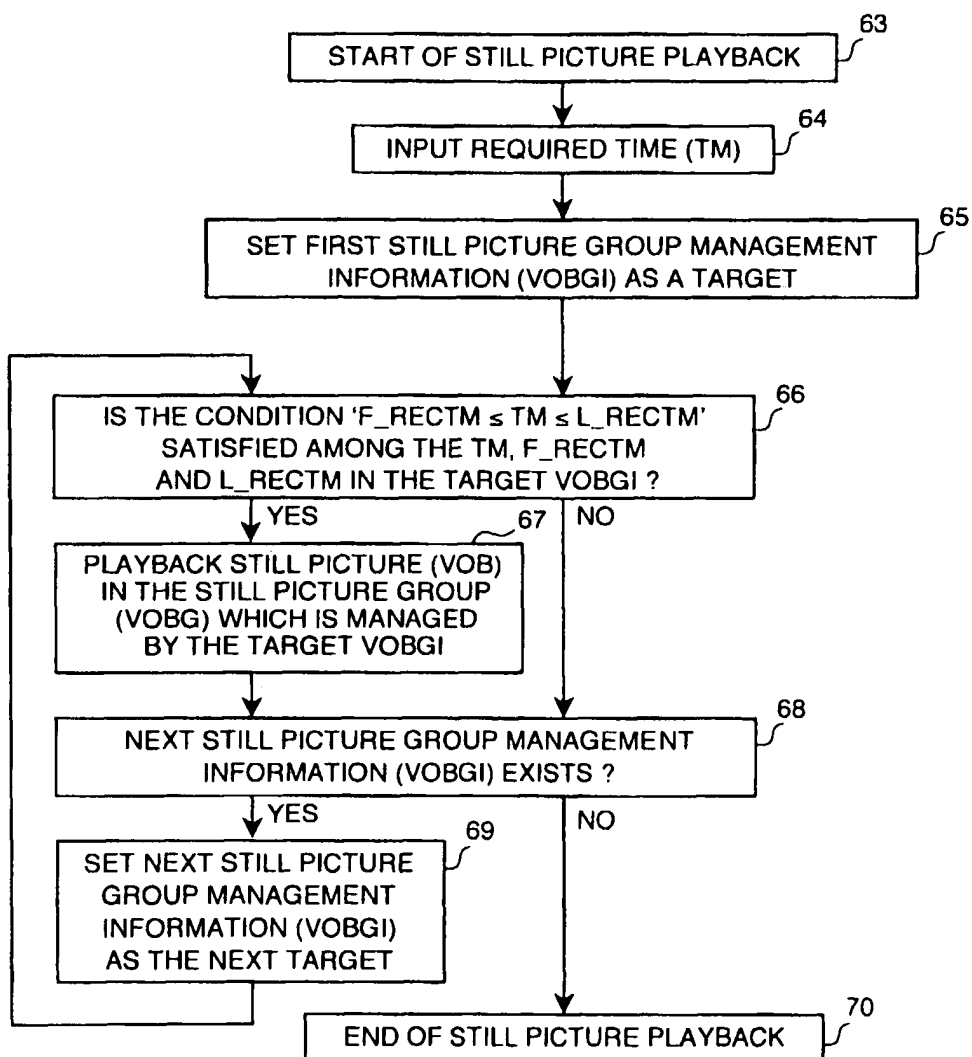 63
START OF STILL PICTURE PLAYBACK
64
INPUT REQUIRED TIME (TM)
65
SET FIRST STILL PICTURE GROUP MANAGEMENT
INFORMATION (VOBGI) AS A TARGET
66
IS THE CONDITION 'F_RECTM ≤ TM ≤ L_RECTM'
SATISFIED AMONG THE TM, F_RECTM
AND L_RECTM IN THE TARGET VOBGI ?
YES
NO
67
PLAYBACK STILL PICTURE (VOB)
IN THE STILL PICTURE GROUP
(VOBG) WHICH IS MANAGED
BY THE TARGET VOBGI
68
NEXT STILL PICTURE GROUP MANAGEMENT
INFORMATION (VOBGI) EXISTS ?
YES
NO
69
SET NEXT STILL PICTURE
GROUP MANAGEMENT
INFORMATION (VOBGI)
AS THE NEXT TARGET
70
END OF STILL PICTURE PLAYBACK